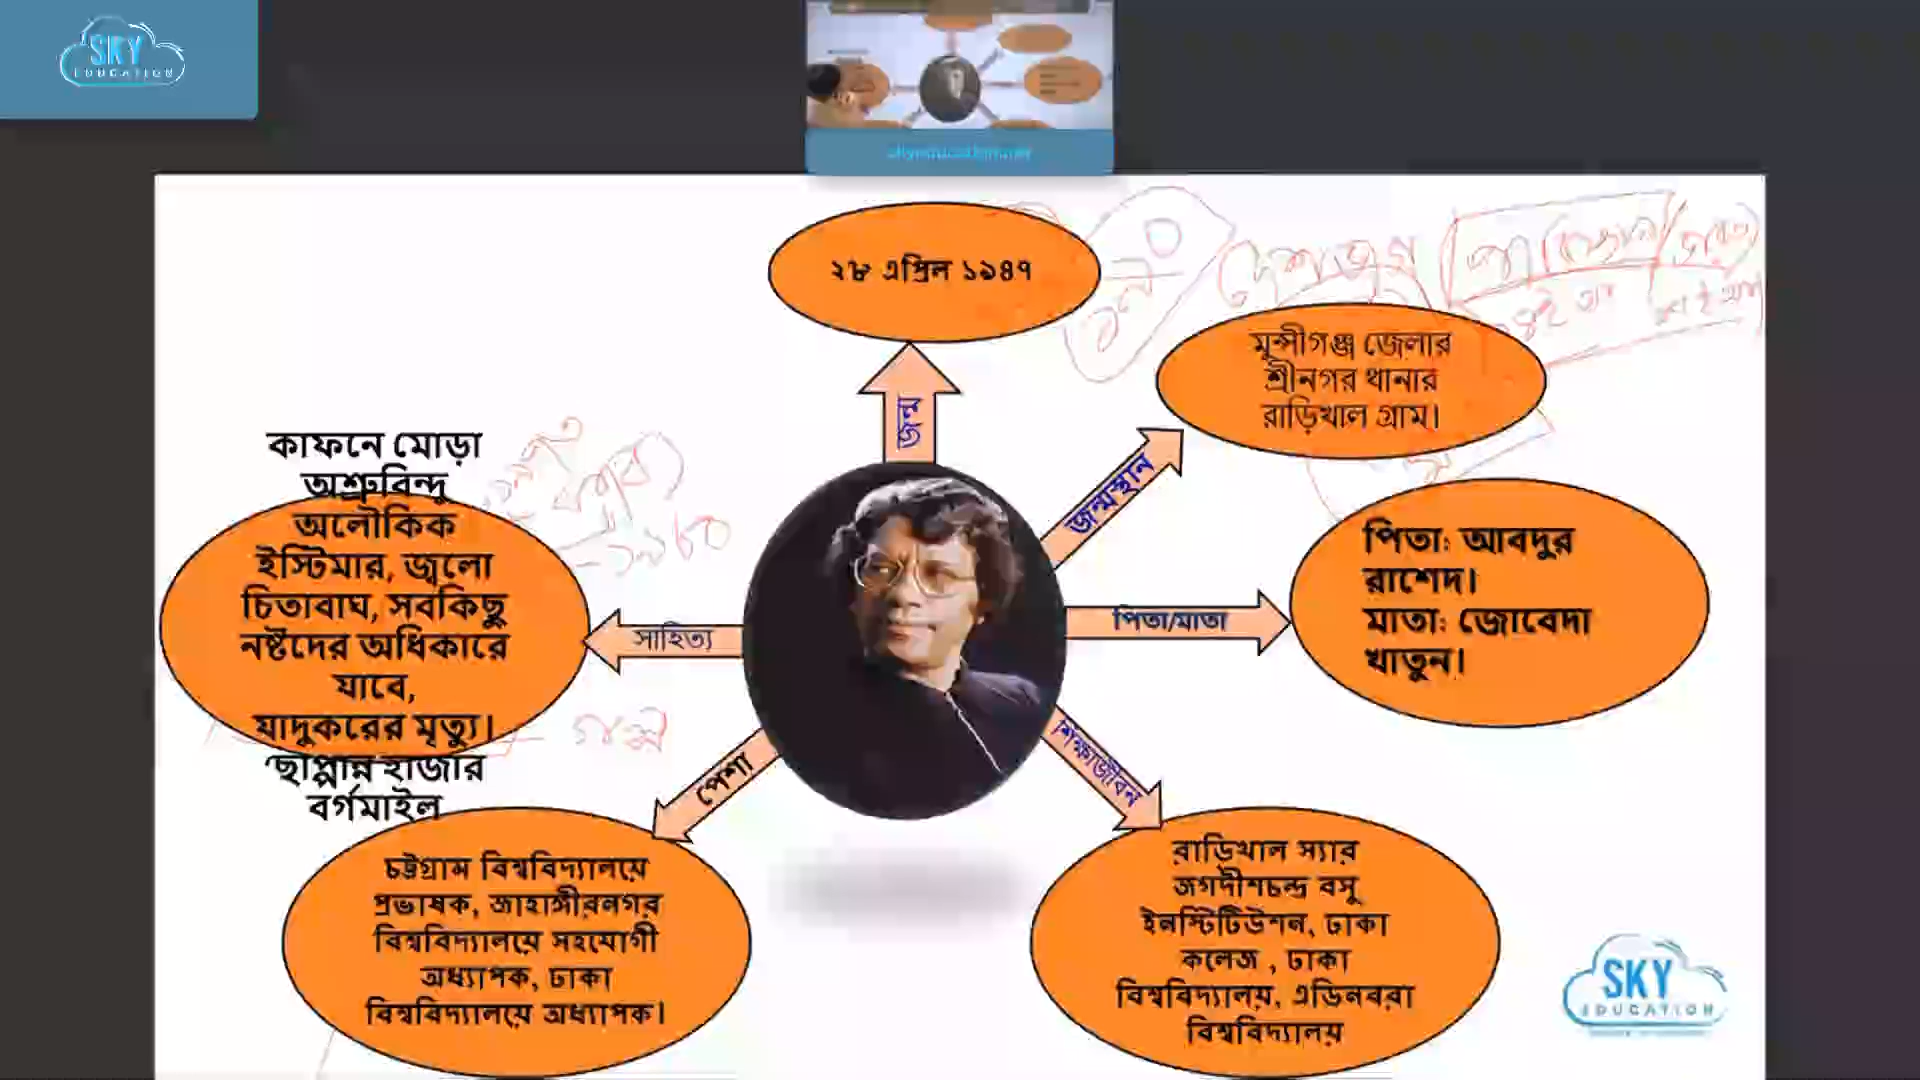 SKY
EDUCATION
২৮ এপ্রিল ১৯৪৭
জন্ম
মুন্সীগঞ্জ জেলার
শ্রীনগর থানার
রাড়িখাল গ্রাম।
জন্মস্থান
পিতা: আবদুর
রাশেদ।
মাতা: জোবেদা
খাতুন।
পিতা/মাতা
কাফনে মোড়া
অশ্রুবিন্দু
অলৌকিক
ইস্টিমার, জ্বলো
চিতাবাঘ, সবকিছু
নষ্টদের অধিকারে
যাবে,
যাদুকরের মৃত্যু।
'ছাপ্পান্ন হাজার
বর্গমাইল
সাহিত্য
১৯৮০
গল্প
পেশা
শিক্ষাজীবন
চট্টগ্রাম বিশ্ববিদ্যালয়ে
প্রভাষক, জাহাঙ্গীরনগর
বিশ্ববিদ্যালয়ে সহযোগী
অধ্যাপক, ঢাকা
বিশ্ববিদ্যালয়ে অধ্যাপক।
রাড়িখাল স্যার
জগদীশচন্দ্র বসু
ইনস্টিটিউশন, ঢাকা
কলেজ , ঢাকা
বিশ্ববিদ্যালয়, এডিনবরা
বিশ্ববিদ্যালয়
SKY
EDUCATION